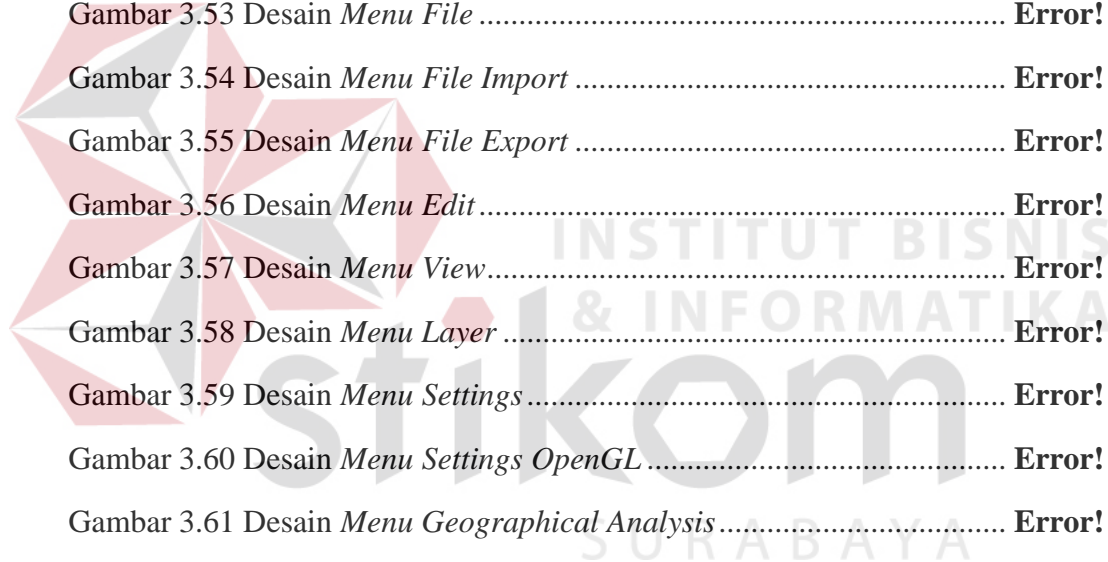 Gambar 3.53 Desain Menu File ................................................................. Error!
Gambar 3.54 Desain Menu File Import ..................................................... Error!
Gambar 3.55 Desain Menu File Export ..................................................... Error!
Gambar 3.56 Desain Menu Edit ................................................................. Error!
Gambar 3.57 Desain Menu View................................................................ Error!
Gambar 3.58 Desain Menu Layer .............................................................. Error!
Gambar 3.59 Desain Menu Settings ........................................................... Error!
Gambar 3.60 Desain Menu Settings OpenGL ............................................ Error!
Gambar 3.61 Desain Menu Geographical Analysis ................................... Error!
INSTITUT BISNIS
& INFORMATIKA
stikom
SURABAYA